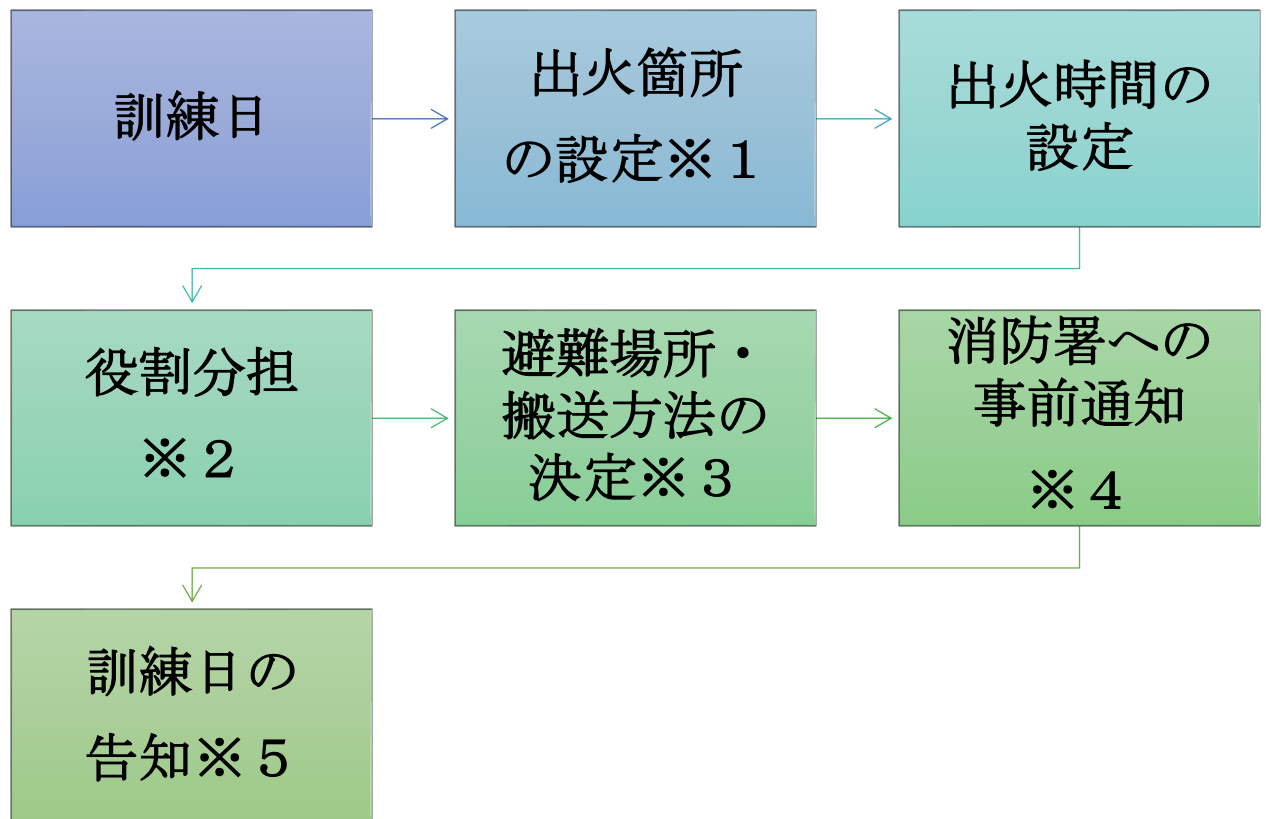 訓練日
出火箇所
の設定※１
出火時間の
設定
役割分担
※２
避難場所・
搬送方法の
決定※３
消防署への
事前通知
※４
訓練日の
告知※５